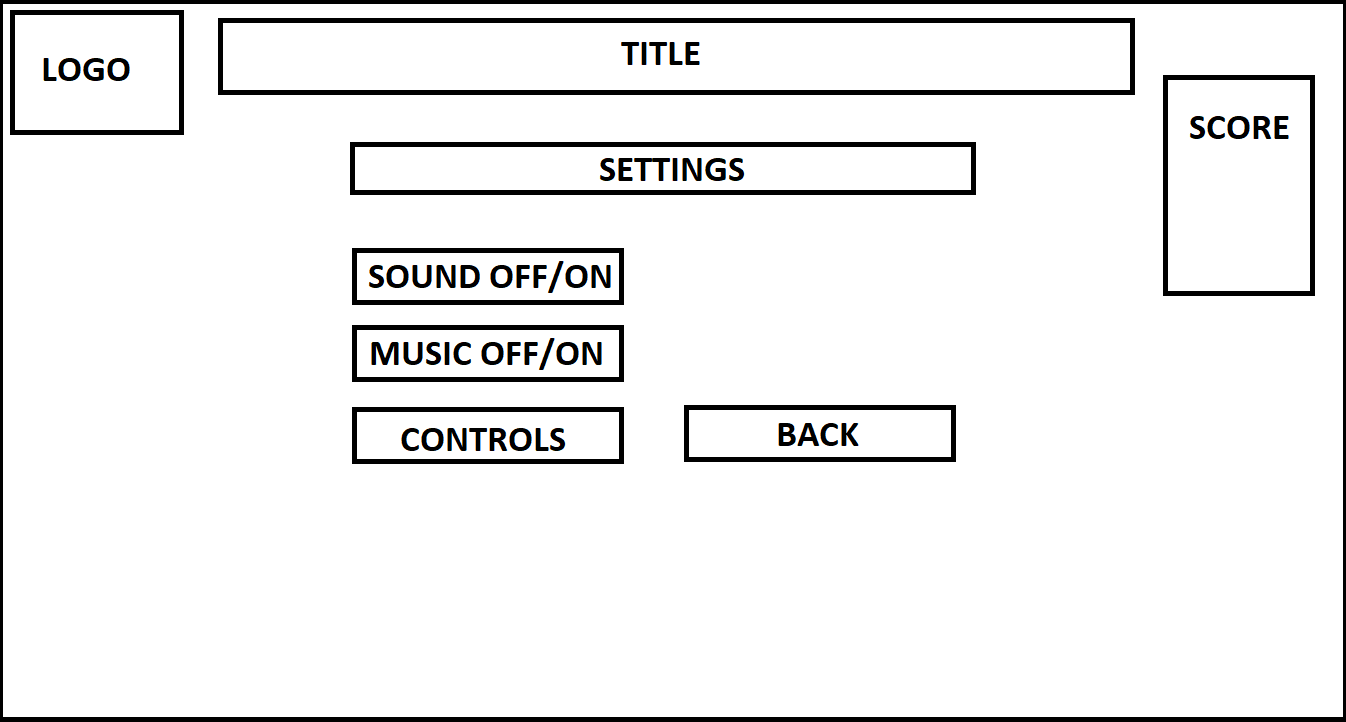 LOGO
TITLE
SCORE
SETTINGS
SOUND OFF/ON
MUSIC OFF/ON
CONTROLS
BACK